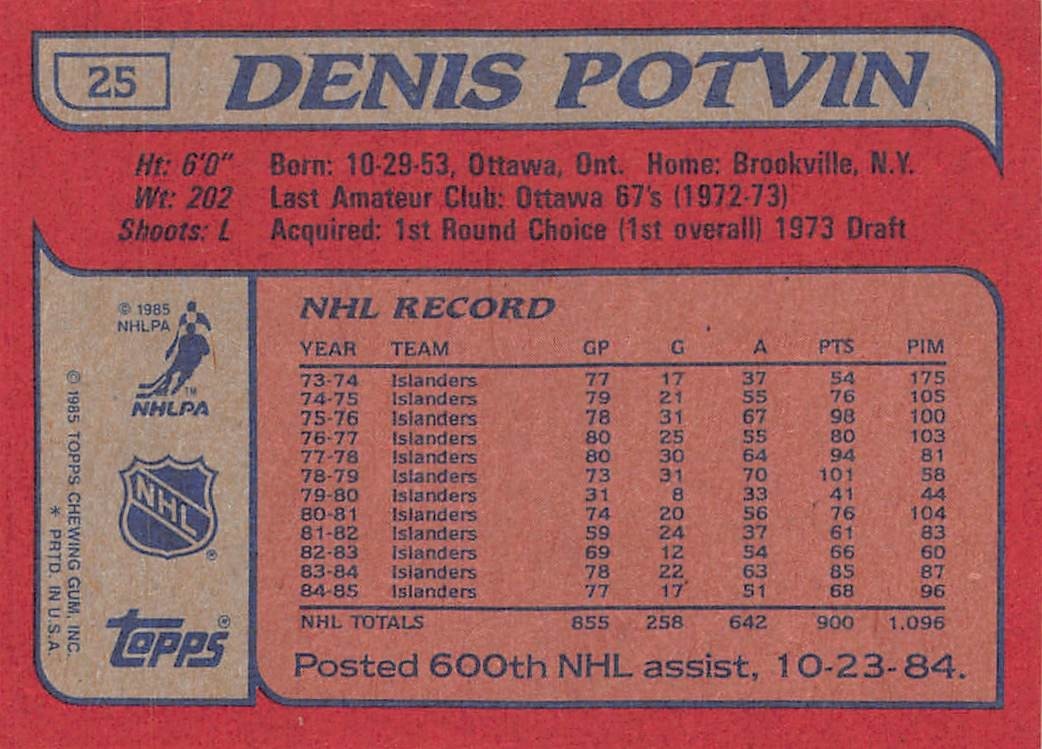 25 DENIS POTVIN
Ht: 6'0" Born: 10-29-53, Ottawa, Ont. Home: Brookville, N.Y.
Wt: 202 Last Amateur Club: Ottawa 67's (1972-73)
Shoots: L Acquired: 1st Round Choice (1st overall) 1973 Draft
© 1985
NHLPA
TM
NHLPA
NHL
®
topps®
© 1985 TOPPS CHEWING GUM, INC.
* PRTD. IN U.S.A.
NHL RECORD
YEAR TEAM GP G A PTS PIM
73-74 Islanders 77 17 37 54 175
74-75 Islanders 79 21 55 76 105
75-76 Islanders 78 31 67 98 100
76-77 Islanders 80 25 55 80 103
77-78 Islanders 80 30 64 94 81
78-79 Islanders 73 31 70 101 58
79-80 Islanders 31 8 33 41 44
80-81 Islanders 74 20 56 76 104
81-82 Islanders 59 24 37 61 83
82-83 Islanders 69 12 54 66 60
83-84 Islanders 78 22 63 85 87
84-85 Islanders 77 17 51 68 96
NHL TOTALS 855 258 642 900 1.096
Posted 600th NHL assist, 10-23-84.